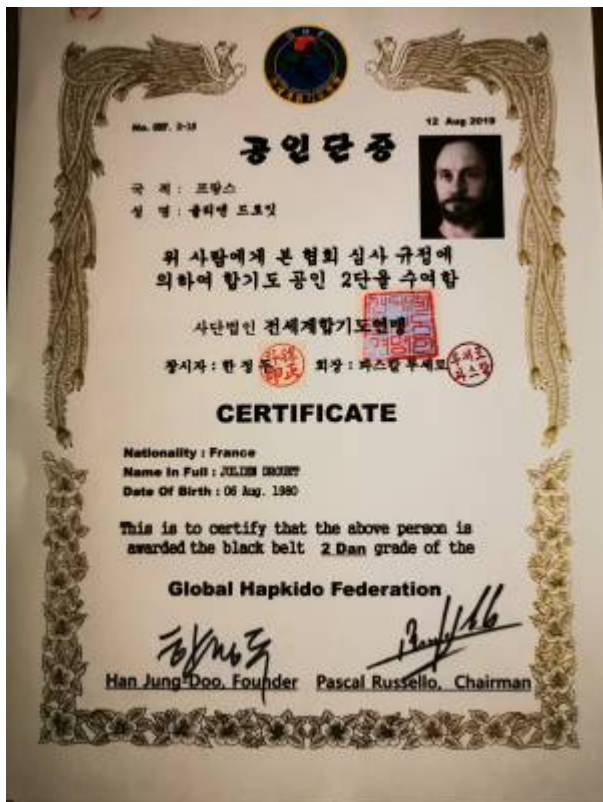 12 Aug 2019
공인단증
국 적 : 프랑스
성 명 : 줄리앤 드로잇
위 사람에게 본 협회 심사 규정에
의하여 합기도 공인 2단을 수여함
사단법인 전세계합기도연맹
창시자 : 한 정 두 회장 : 파스칼 루세로
CERTIFICATE
Nationality : France
Name In Full : JULIEN DROUET
Date Of Birth : 06 Aug. 1980
This is to certify that the above person is
awarded the black belt 2 Dan grade of the
Global Hapkido Federation
Han Jung-Doo, Founder Pascal Russello, Chairman